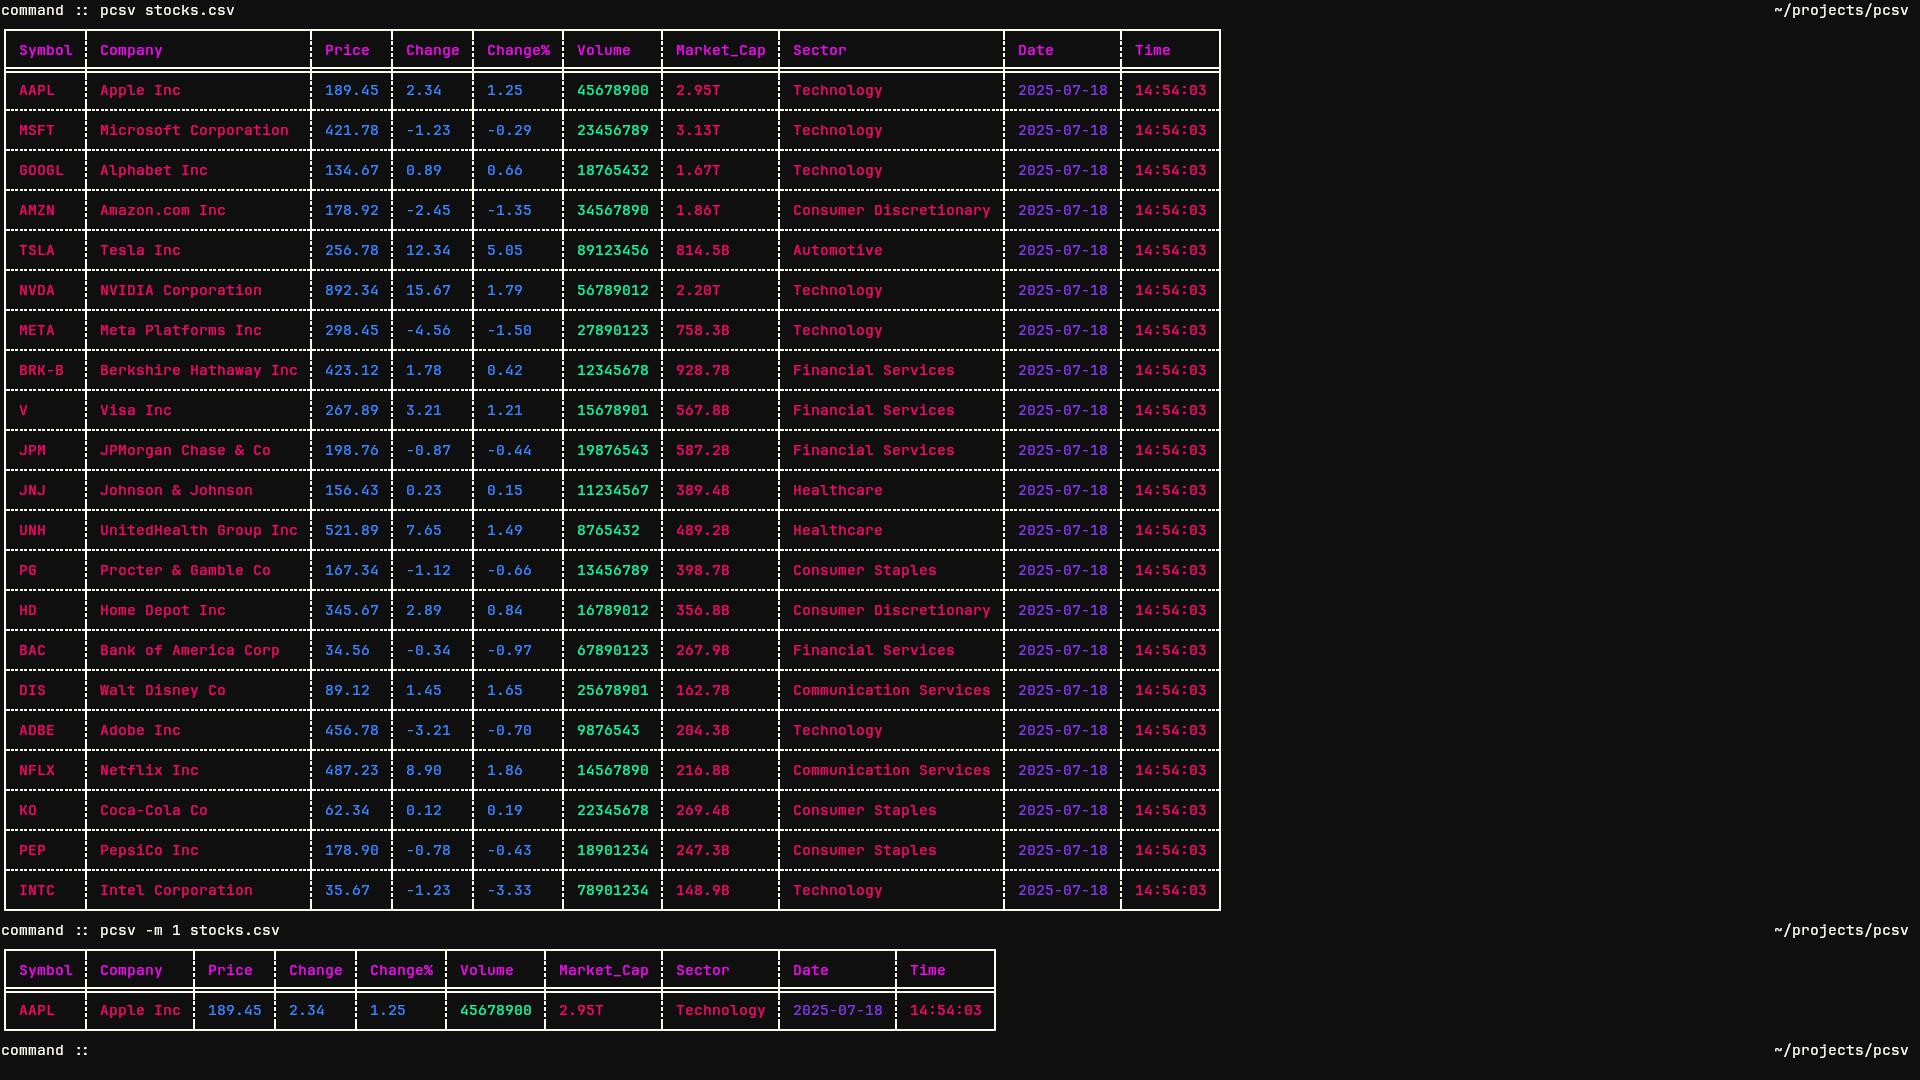 command :: pcsv stocks.csv ~/projects/pcsv
Symbol Company Price Change Change% Volume Market_Cap Sector Date Time
AAPL Apple Inc 189.45 2.34 1.25 45678900 2.95T Technology 2025-07-18 14:54:03
MSFT Microsoft Corporation 421.78 -1.23 -0.29 23456789 3.13T Technology 2025-07-18 14:54:03
GOOGL Alphabet Inc 134.67 0.89 0.66 18765432 1.67T Technology 2025-07-18 14:54:03
AMZN Amazon.com Inc 178.92 -2.45 -1.35 34567890 1.86T Consumer Discretionary 2025-07-18 14:54:03
TSLA Tesla Inc 256.78 12.34 5.05 89123456 814.5B Automotive 2025-07-18 14:54:03
NVDA NVIDIA Corporation 892.34 15.67 1.79 56789012 2.20T Technology 2025-07-18 14:54:03
META Meta Platforms Inc 298.45 -4.56 -1.50 27890123 758.3B Technology 2025-07-18 14:54:03
BRK-B Berkshire Hathaway Inc 423.12 1.78 0.42 12345678 928.7B Financial Services 2025-07-18 14:54:03
V Visa Inc 267.89 3.21 1.21 15678901 567.8B Financial Services 2025-07-18 14:54:03
JPM JPMorgan Chase & Co 198.76 -0.87 -0.44 19876543 587.2B Financial Services 2025-07-18 14:54:03
JNJ Johnson & Johnson 156.43 0.23 0.15 11234567 389.4B Healthcare 2025-07-18 14:54:03
UNH UnitedHealth Group Inc 521.89 7.65 1.49 8765432 489.2B Healthcare 2025-07-18 14:54:03
PG Procter & Gamble Co 167.34 -1.12 -0.66 13456789 398.7B Consumer Staples 2025-07-18 14:54:03
HD Home Depot Inc 345.67 2.89 0.84 16789012 356.8B Consumer Discretionary 2025-07-18 14:54:03
BAC Bank of America Corp 34.56 -0.34 -0.97 67890123 267.9B Financial Services 2025-07-18 14:54:03
DIS Walt Disney Co 89.12 1.45 1.65 25678901 162.7B Communication Services 2025-07-18 14:54:03
ADBE Adobe Inc 456.78 -3.21 -0.70 9876543 204.3B Technology 2025-07-18 14:54:03
NFLX Netflix Inc 487.23 8.90 1.86 14567890 216.8B Communication Services 2025-07-18 14:54:03
KO Coca-Cola Co 62.34 0.12 0.19 22345678 269.4B Consumer Staples 2025-07-18 14:54:03
PEP PepsiCo Inc 178.90 -0.78 -0.43 18901234 247.3B Consumer Staples 2025-07-18 14:54:03
INTC Intel Corporation 35.67 -1.23 -3.33 78901234 148.9B Technology 2025-07-18 14:54:03
command :: pcsv -m 1 stocks.csv ~/projects/pcsv
Symbol Company Price Change Change% Volume Market_Cap Sector Date Time
AAPL Apple Inc 189.45 2.34 1.25 45678900 2.95T Technology 2025-07-18 14:54:03
command :: ~/projects/pcsv